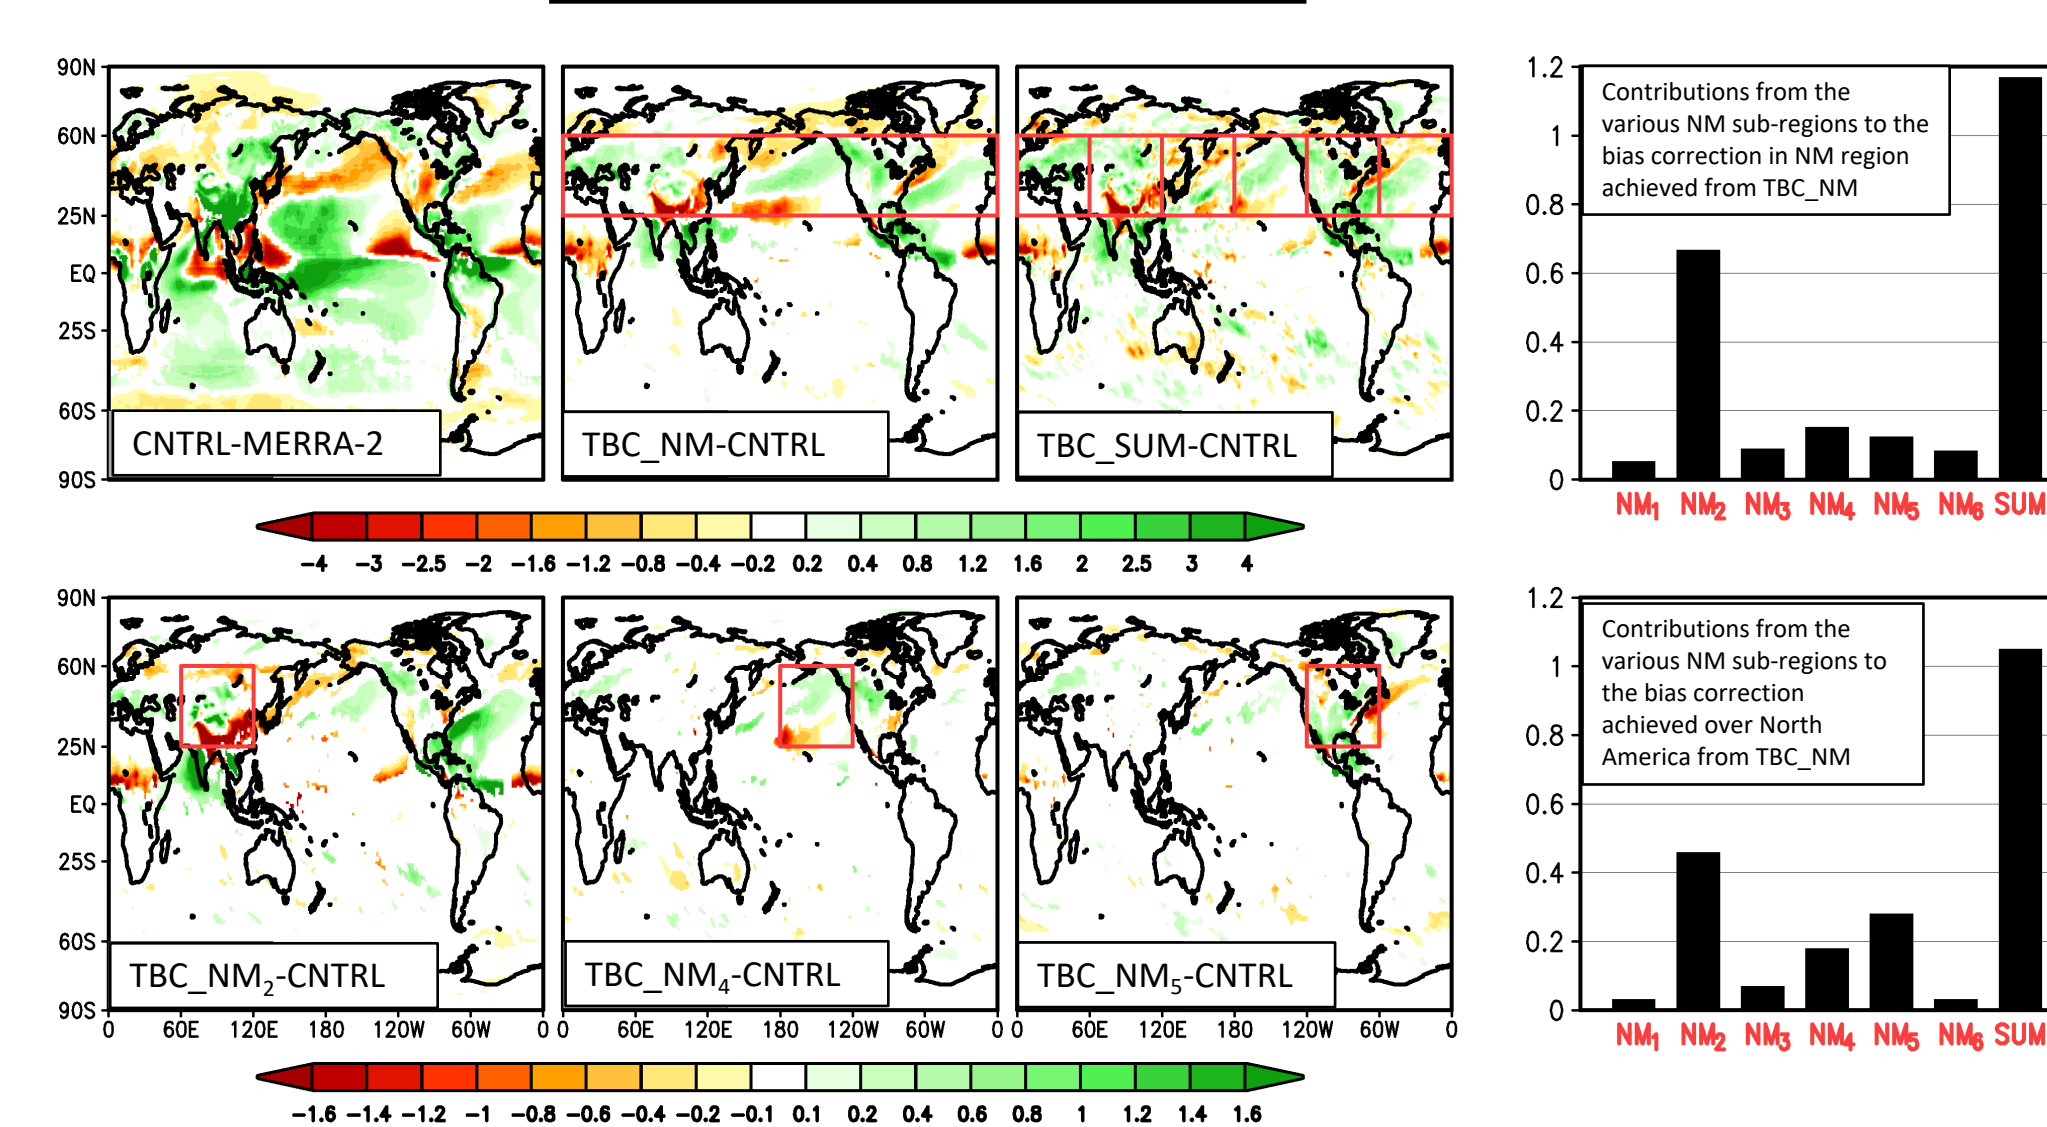 90N
60N
25N
EQ
25S
60S
90S
CNTRL-MERRA-2
TBC_NM-CNTRL
TBC_SUM-CNTRL
-4 -3 -2.5 -2 -1.6 -1.2 -0.8 -0.4 -0.2 0.2 0.4 0.8 1.2 1.6 2 2.5 3 4
1.2
1
0.8
0.6
0.4
0.2
0
Contributions from the
various NM sub-regions to the
bias correction in NM region
achieved from TBC_NM
NM1 NM2 NM3 NM4 NM5 NM6 SUM
90N
60N
25N
EQ
25S
60S
90S
TBC_NM2-CNTRL
TBC_NM4-CNTRL
TBC_NM5-CNTRL
0 60E 120E 180 120W 60W 0
0 60E 120E 180 120W 60W 0
0 60E 120E 180 120W 60W 0
-1.6 -1.4 -1.2 -1 -0.8 -0.6 -0.4 -0.2 -0.1 0.1 0.2 0.4 0.6 0.8 1 1.2 1.4 1.6
1.2
1
0.8
0.6
0.4
0.2
0
Contributions from the
various NM sub-regions to
the bias correction
achieved over North
America from TBC_NM
NM1 NM2 NM3 NM4 NM5 NM6 SUM